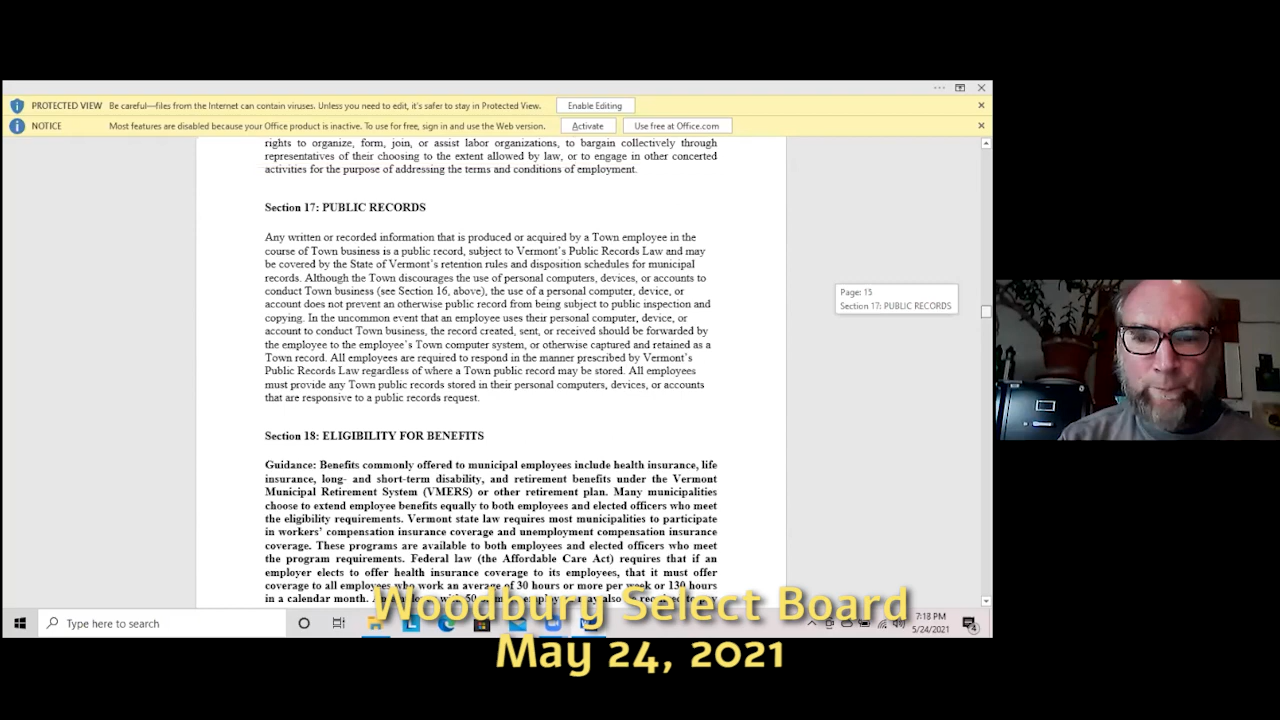 PROTECTED VIEW Be careful—files from the Internet can contain viruses. Unless you need to edit, it's safer to stay in Protected View. Enable Editing
NOTICE Most features are disabled because your Office product is inactive. To use for free, sign in and use the Web version. Activate Use free at Office.com
rights to organize, form, join, or assist labor organizations, to bargain collectively through
representatives of their choosing to the extent allowed by law, or to engage in other concerted
activities for the purpose of addressing the terms and conditions of employment.
Section 17: PUBLIC RECORDS
Any written or recorded information that is produced or acquired by a Town employee in the
course of Town business is a public record, subject to Vermont's Public Records Law and may
be covered by the State of Vermont's retention rules and disposition schedules for municipal
records. Although the Town discourages the use of personal computers, devices, or accounts to
conduct Town business (see Section 16, above), the use of a personal computer, device, or
account does not prevent an otherwise public record from being subject to public inspection and
copying. In the uncommon event that an employee uses their personal computer, device, or
account to conduct Town business, the record created, sent, or received should be forwarded by
the employee to the employee's Town computer system, or otherwise captured and retained as a
Town record. All employees are required to respond in the manner prescribed by Vermont's
Public Records Law regardless of where a Town public record may be stored. All employees
must provide any Town public records stored in their personal computers, devices, or accounts
that are responsive to a public records request.
Page: 15
Section 17: PUBLIC RECORDS
Section 18: ELIGIBILITY FOR BENEFITS
Guidance: Benefits commonly offered to municipal employees include health insurance, life
insurance, long- and short-term disability, and retirement benefits under the Vermont
Municipal Retirement System (VMERS) or other retirement plan. Many municipalities
choose to extend employee benefits equally to both employees and elected officers who meet
the eligibility requirements. Vermont state law requires most municipalities to participate
in workers' compensation insurance coverage and unemployment compensation insurance
coverage. These programs are available to both employees and elected officers who meet
the program requirements. Federal law (the Affordable Care Act) requires that if an
employer elects to offer health insurance coverage to its employees, that it must offer
coverage to all employees who work an average of 30 hours or more per week or 130 hours
in a calendar month.
Woodbury Select Board
May 24, 2021
Type here to search
7:18 PM
5/24/2021
4